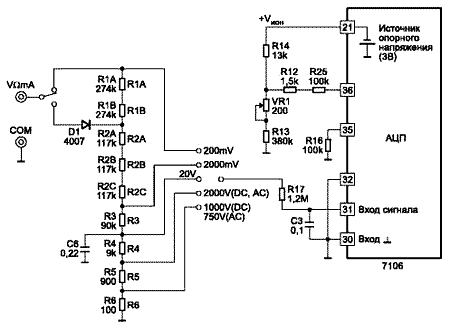 +Vион
21
Источник
опорного
напряжения
(3В)
R14
13k
R12
1,5k
R25
100k
36
R1A
274k
R1A
VΩmA
R1B
274k
R1B
VR1
200
COM
D1
4007
R2A
117k
R2A
R13
380k
R16
100k
35
АЦП
R2B
117k
R2B
200mV
2000mV
R2C
117k
R2C
20V
32
R17
1,2M
2000V(DC, AC)
R3
90k
R3
1000V(DC)
750V(AC)
31
Вход сигнала
C3
0,1
C6
0,22
R4
9k
R4
30
Вход
R5
900
R5
7106
R6
100
R6